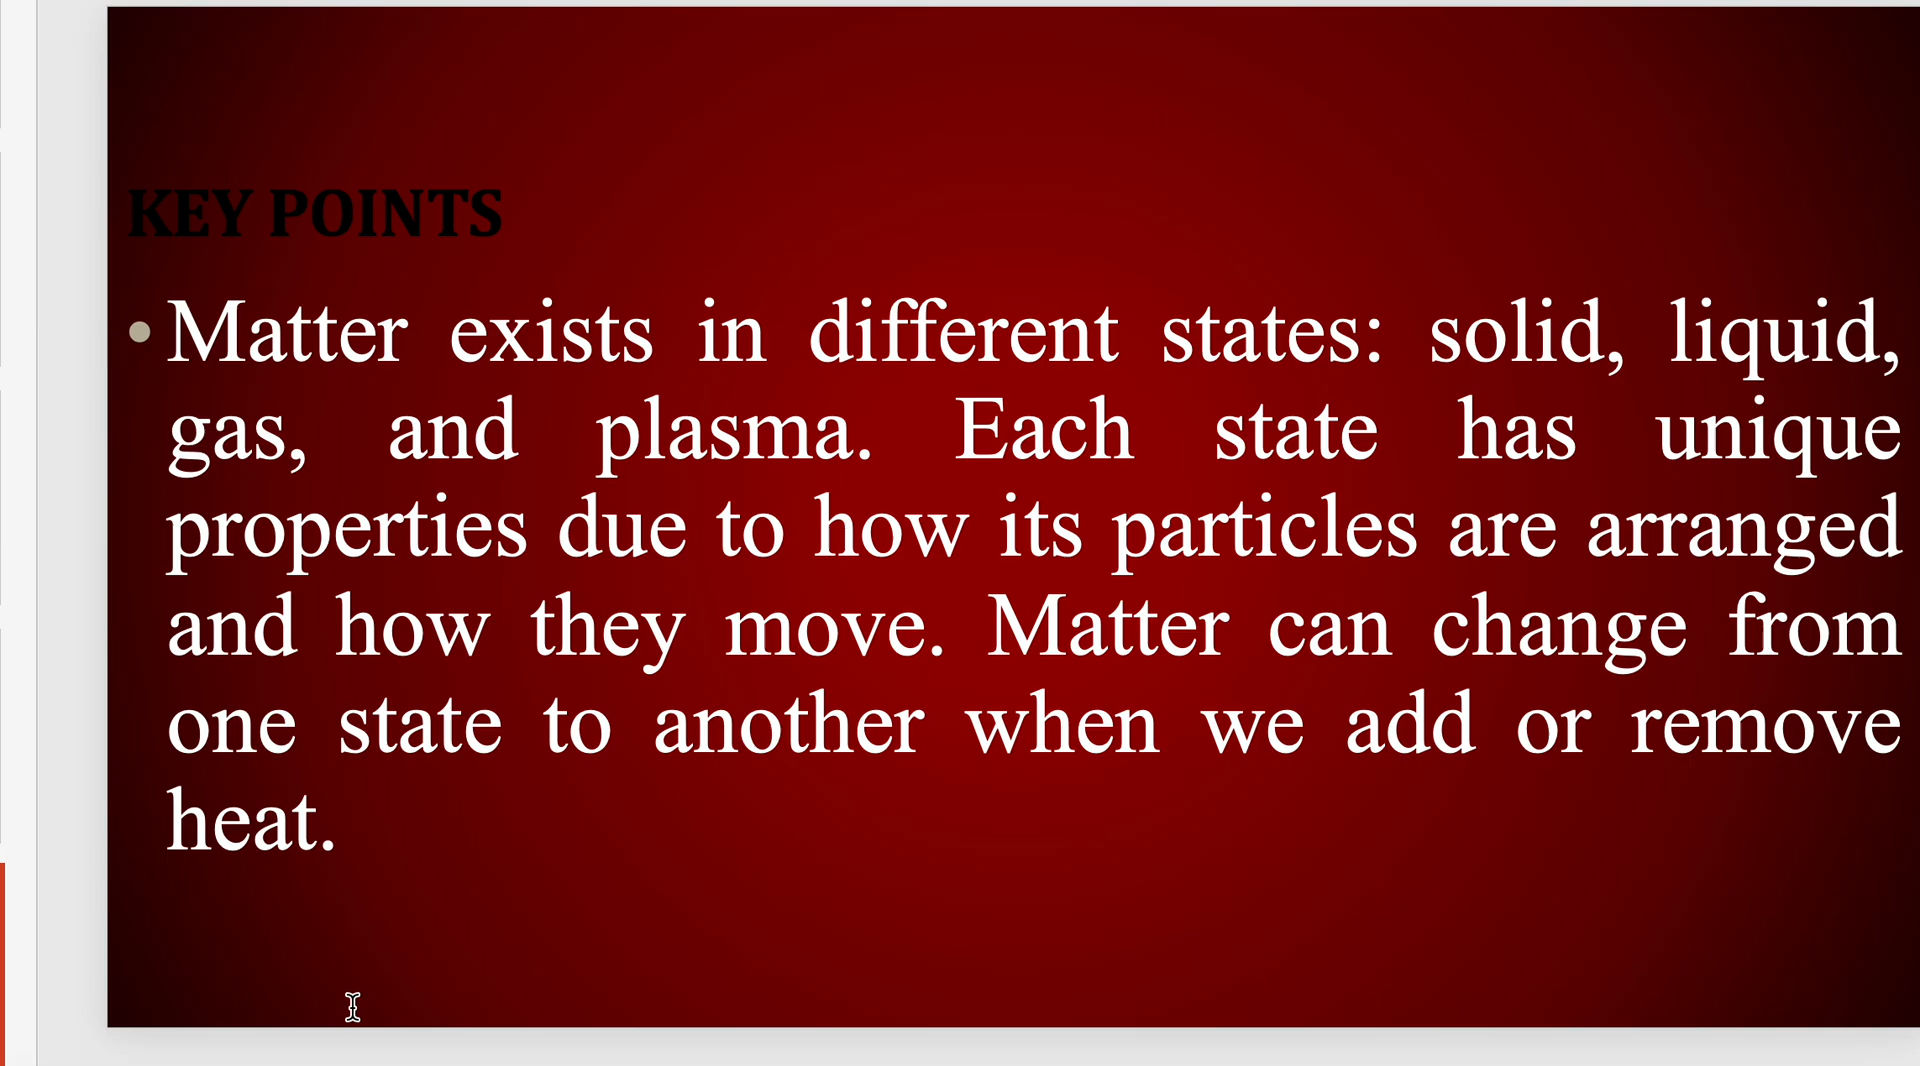 KEY POINTS
• Matter exists in different states: solid, liquid,
gas, and plasma. Each state has unique
properties due to how its particles are arranged
and how they move. Matter can change from
one state to another when we add or remove
heat.